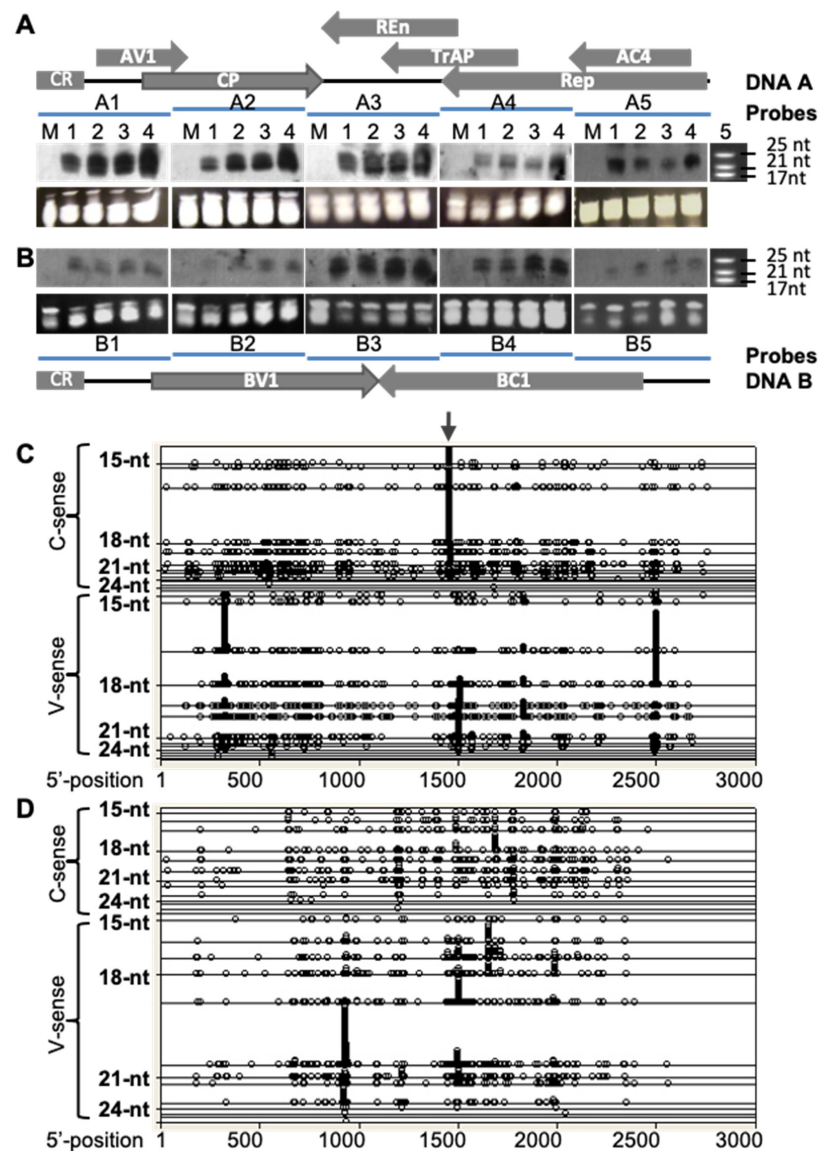 A
REn
AV1
TrAP
AC4
CR
CP
Rep
DNA A
A1 A2 A3 A4 A5
Probes
M 1 2 3 4 M 1 2 3 4 M 1 2 3 4 M 1 2 3 4 M 1 2 3 4 5
25 nt
21 nt
17nt
B
25 nt
21 nt
17nt
B1 B2 B3 B4 B5
Probes
CR
BV1
BC1
DNA B
C
C-sense
15-nt
18-nt
21-nt
24-nt
V-sense
15-nt
18-nt
21-nt
24-nt
5'-position 1 500 1000 1500 2000 2500 3000
D
C-sense
15-nt
18-nt
21-nt
24-nt
V-sense
15-nt
18-nt
21-nt
24-nt
5'-position 1 500 1000 1500 2000 2500 3000